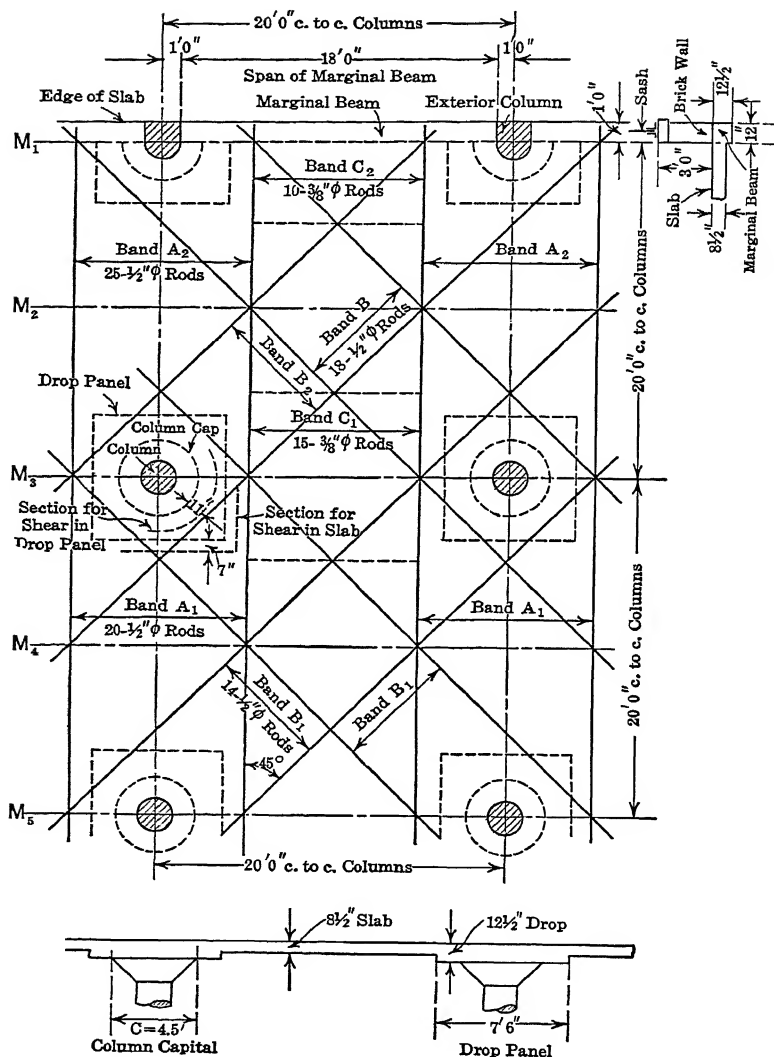 20'0" c. to c. Columns
1'0"
18'0"
1'0"
Span of Marginal Beam
Edge of Slab
Marginal Beam
Exterior Column
1'0"
Sash
Brick Wall
12½"
12"
3'0"
Slab
8½"
Marginal Beam
M₁
Band C₂
10-⅜"φ Rods
Band A₂
25-½"φ Rods
Band A₂
M₂
Band B
18-½"φ Rods
Band B₂
20'0" c. to c. Columns
Drop Panel
Column Cap
Column
Band C₁
15-⅜"φ Rods
M₃
Section for
Shear in
Drop Panel
11"
Section for
Shear in Slab
7"
Band A₁
20-½"φ Rods
Band A₁
M₄
Band B₁
14-½"φ Rods
Band B₁
45°
20'0" c. to c. Columns
M₅
20'0" c. to c. Columns
8½" Slab
12½" Drop
C=4.5'
Column Capital
7'6"
Drop Panel